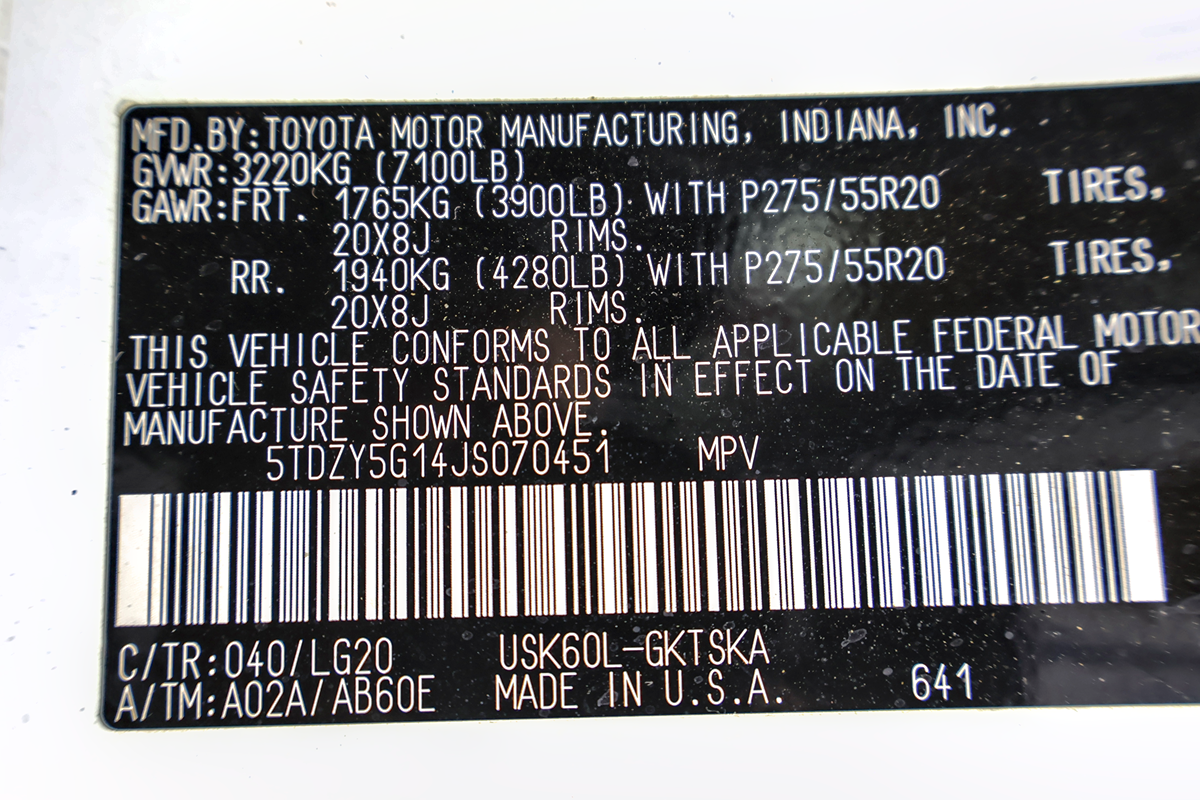 MFD.BY:TOYOTA MOTOR MANUFACTURING, INDIANA, INC.
GVWR:3220KG (7100LB)
GAWR:FRT. 1765KG (3900LB) WITH P275/55R20 TIRES,
20X8J RIMS.
RR. 1940KG (4280LB) WITH P275/55R20 TIRES,
20X8J RIMS.
THIS VEHICLE CONFORMS TO ALL APPLICABLE FEDERAL MOTOR
VEHICLE SAFETY STANDARDS IN EFFECT ON THE DATE OF
MANUFACTURE SHOWN ABOVE.
5TDZY5G14JS070451 MPV
C/TR:040/LG20 USK60L-GKTSKA
A/TM:A02A/AB60E MADE IN U.S.A. 641